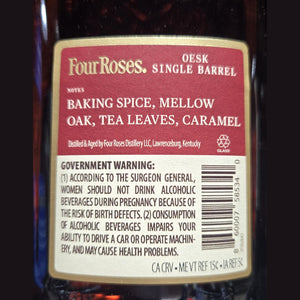 Four Roses.
OESK
SINGLE BARREL
NOTES
BAKING SPICE, MELLOW
OAK, TEA LEAVES, CARAMEL
Distilled & Aged by Four Roses Distillery LLC, Lawrenceburg, Kentucky
GLASS
GOVERNMENT WARNING:
(1) ACCORDING TO THE SURGEON GENERAL,
WOMEN SHOULD NOT DRINK ALCOHOLIC
BEVERAGES DURING PREGNANCY BECAUSE OF
THE RISK OF BIRTH DEFECTS. (2) CONSUMPTION
OF ALCOHOLIC BEVERAGES IMPAIRS YOUR
ABILITY TO DRIVE A CAR OR OPERATE MACHIN-
ERY, AND MAY CAUSE HEALTH PROBLEMS.
CA CRV • ME VT REF 15¢ • IA REF 5¢